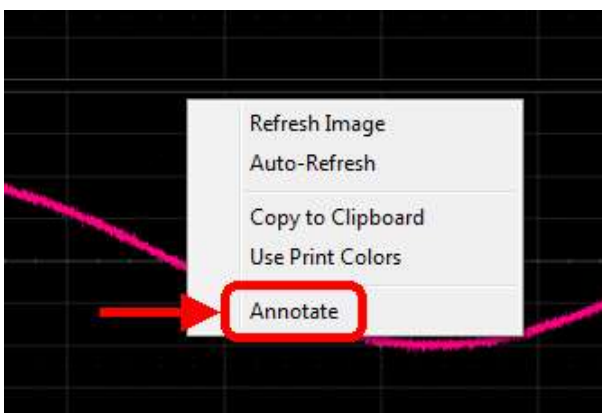 Refresh Image
Auto-Refresh
Copy to Clipboard
Use Print Colors
Annotate